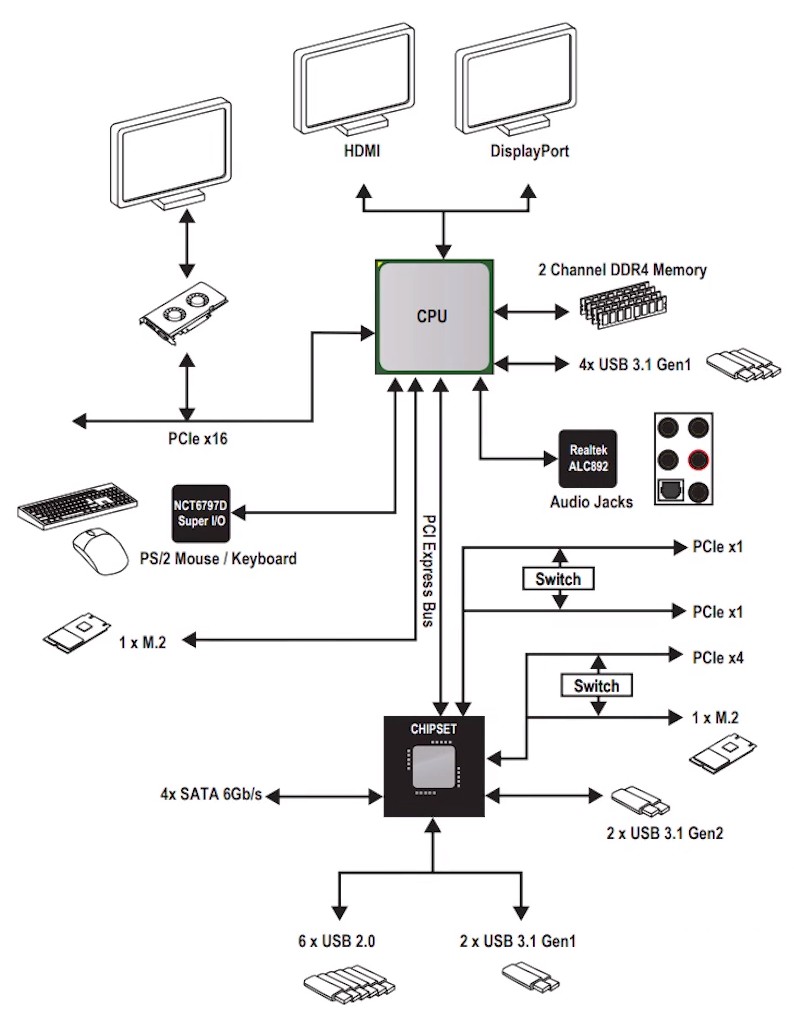 HDMI
DisplayPort
CPU
2 Channel DDR4 Memory
4x USB 3.1 Gen1
PCIe x16
Realtek
ALC892
Audio Jacks
NCT6797D
Super I/O
PS/2 Mouse / Keyboard
PCI Express Bus
PCIe x1
Switch
PCIe x1
1 x M.2
PCIe x4
Switch
1 x M.2
CHIPSET
4x SATA 6Gb/s
2 x USB 3.1 Gen2
6 x USB 2.0
2 x USB 3.1 Gen1